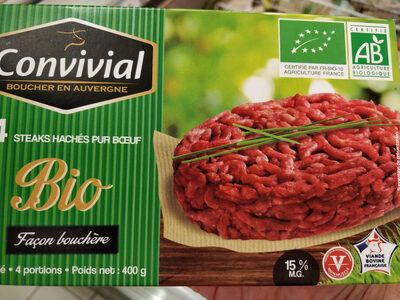 Convivial
BOUCHER EN AUVERGNE
4 STEAKS HACHÉS PUR BŒUF
Bio
Façon bouchère
é • 4 portions • Poids net : 400 g
CERTIFIÉ PAR FR-BIO-10
AGRICULTURE FRANCE
CERTIFIÉ
AB
AGRICULTURE
BIOLOGIQUE
15%
M.G.
V
VIANDE
BOVINE
FRANÇAISE